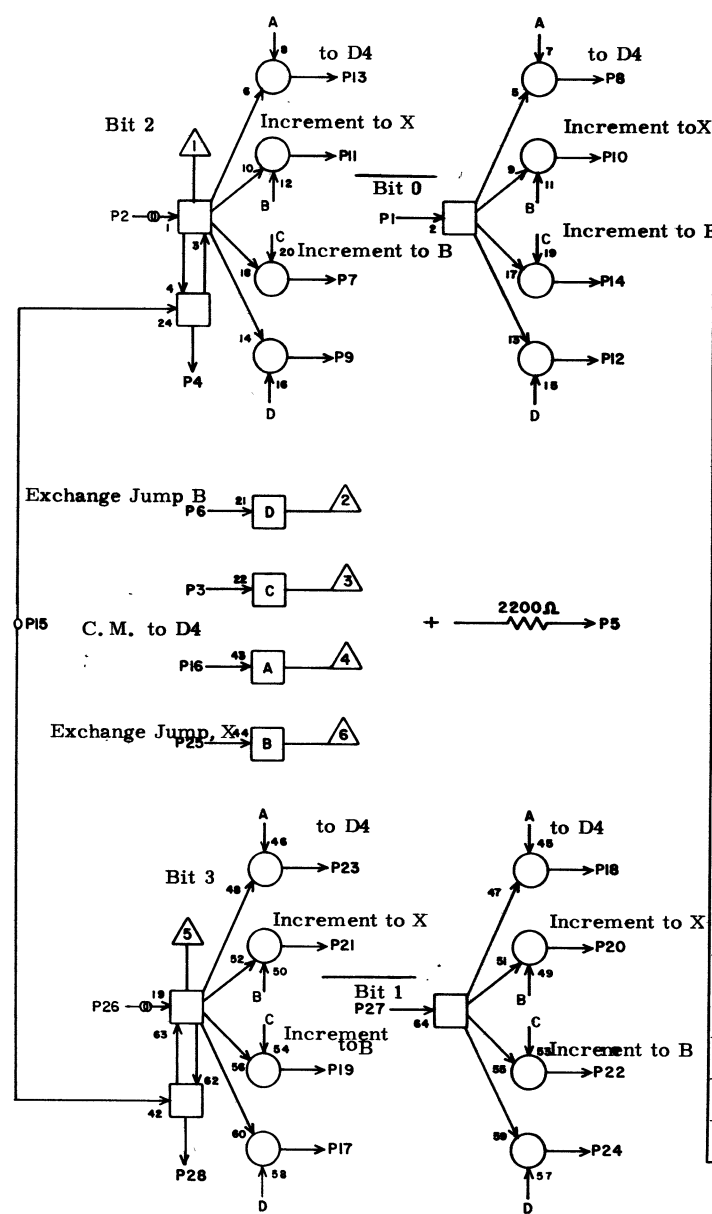 A
8
to D4
P13
6
Bit 2
1
Increment to X
10
P11
12
B
P2
1
3
C
20
Increment to B
18
P7
4
24
14
P9
16
D
P4
A
7
to D4
P8
5
Increment to X
9
P10
11
B
Bit 0
P1
2
C
19
Increment to B
17
P14
13
P12
15
D
Exchange Jump B
P6
21
D
2
P3
22
C
3
P15
C. M. to D4
P16
43
A
4
Exchange Jump, X
P25
44
B
6
+
2200Ω
P5
A
46
to D4
P23
48
Bit 3
5
Increment to X
52
P21
50
B
P26
19
63
C
54
Increment
to B
56
P19
62
42
60
P17
58
D
P28
A
45
to D4
P18
47
Increment to X
51
P20
49
B
Bit 1
P27
64
C
53
Increment to B
55
P22
59
P24
57
D